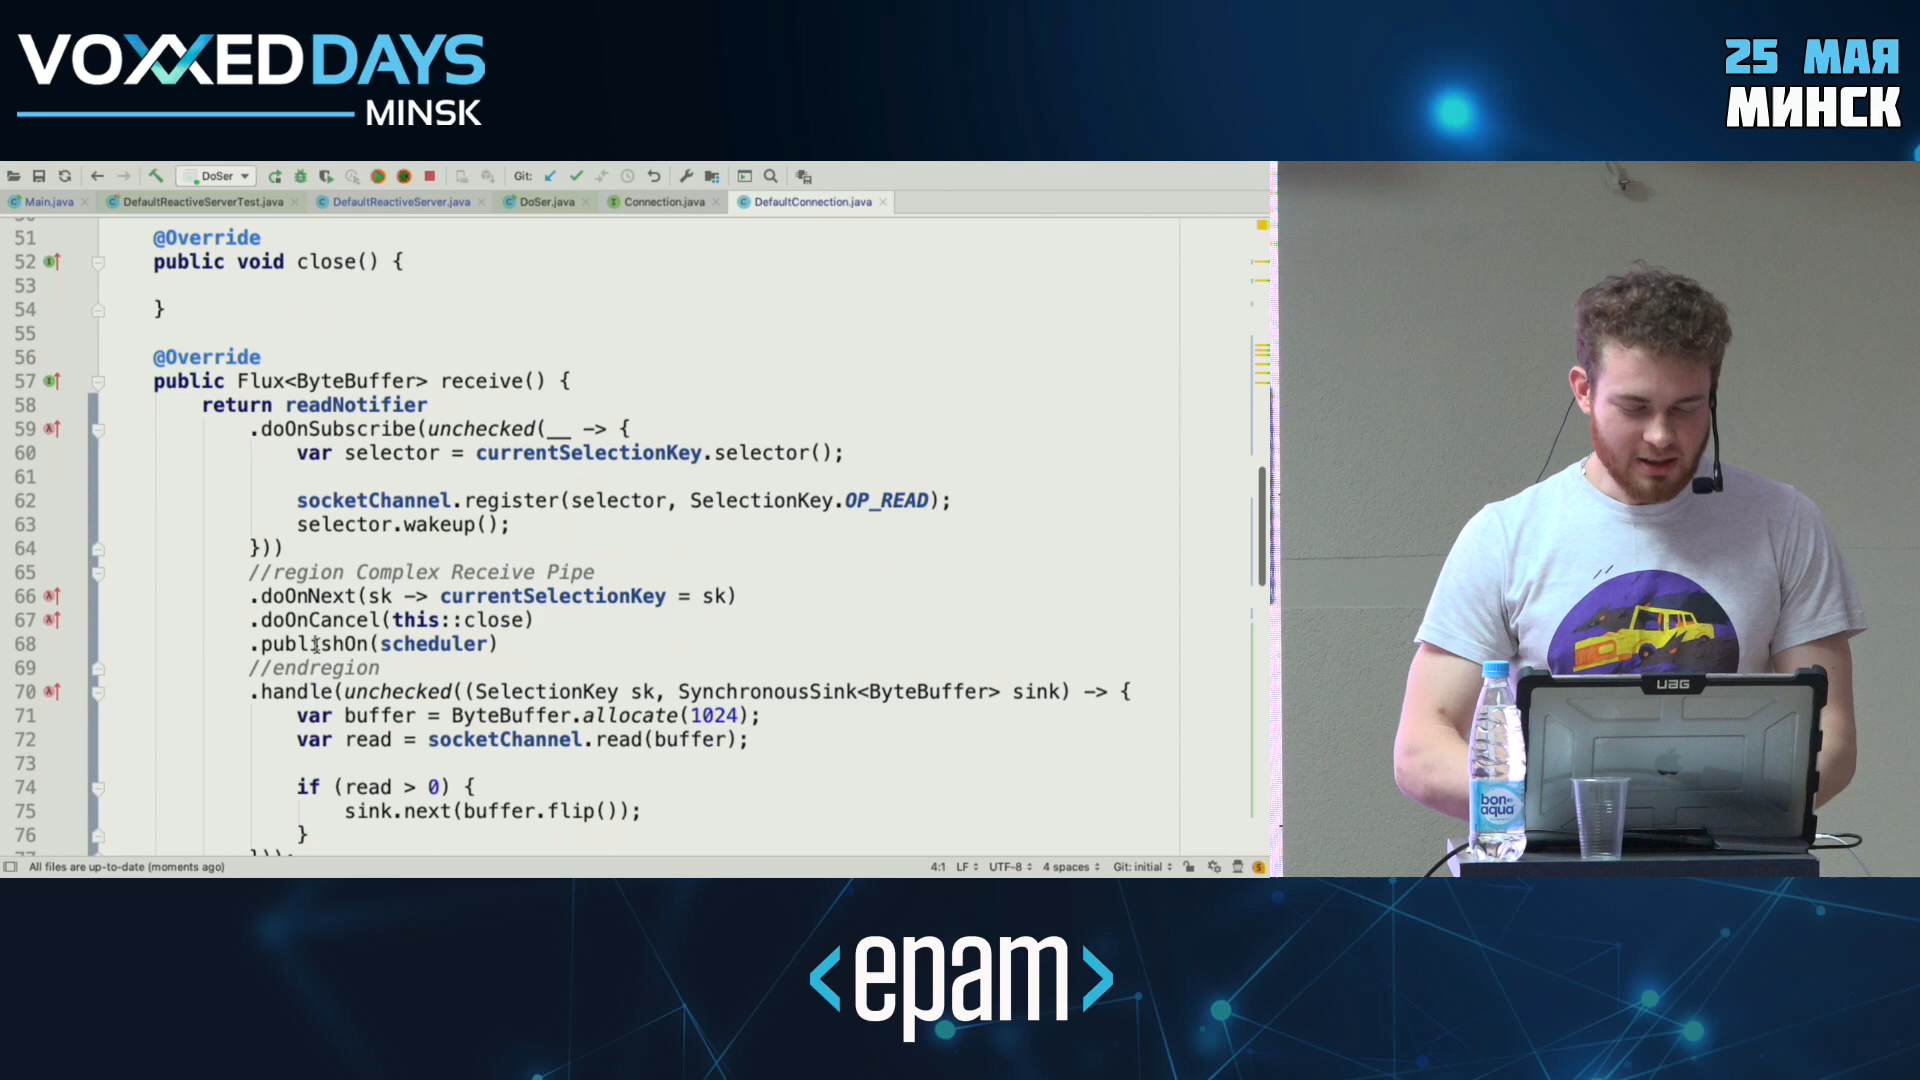 VOXXEDDAYS
MINSK
25 МАЯ
МИНСК
DoSer
Git:
Main.java
DefaultReactiveServerTest.java
DefaultReactiveServer.java
DoSer.java
Connection.java
DefaultConnection.java
51 @Override
52 public void close() {
53
54 }
55
56 @Override
57 public Flux<ByteBuffer> receive() {
58 return readNotifier
59 .doOnSubscribe(unchecked(__ -> {
60 var selector = currentSelectionKey.selector();
61
62 socketChannel.register(selector, SelectionKey.OP_READ);
63 selector.wakeup();
64 }))
65 //region Complex Receive Pipe
66 .doOnNext(sk -> currentSelectionKey = sk)
67 .doOnCancel(this::close)
68 .publishOn(scheduler)
69 //endregion
70 .handle(unchecked((SelectionKey sk, SynchronousSink<ByteBuffer> sink) -> {
71 var buffer = ByteBuffer.allocate(1024);
72 var read = socketChannel.read(buffer);
73
74 if (read > 0) {
75 sink.next(buffer.flip());
76 }
All files are up-to-date (moments ago)
4:1 LF UTF-8 4 spaces Git: initial
UAG
bon
aqua
<epam>